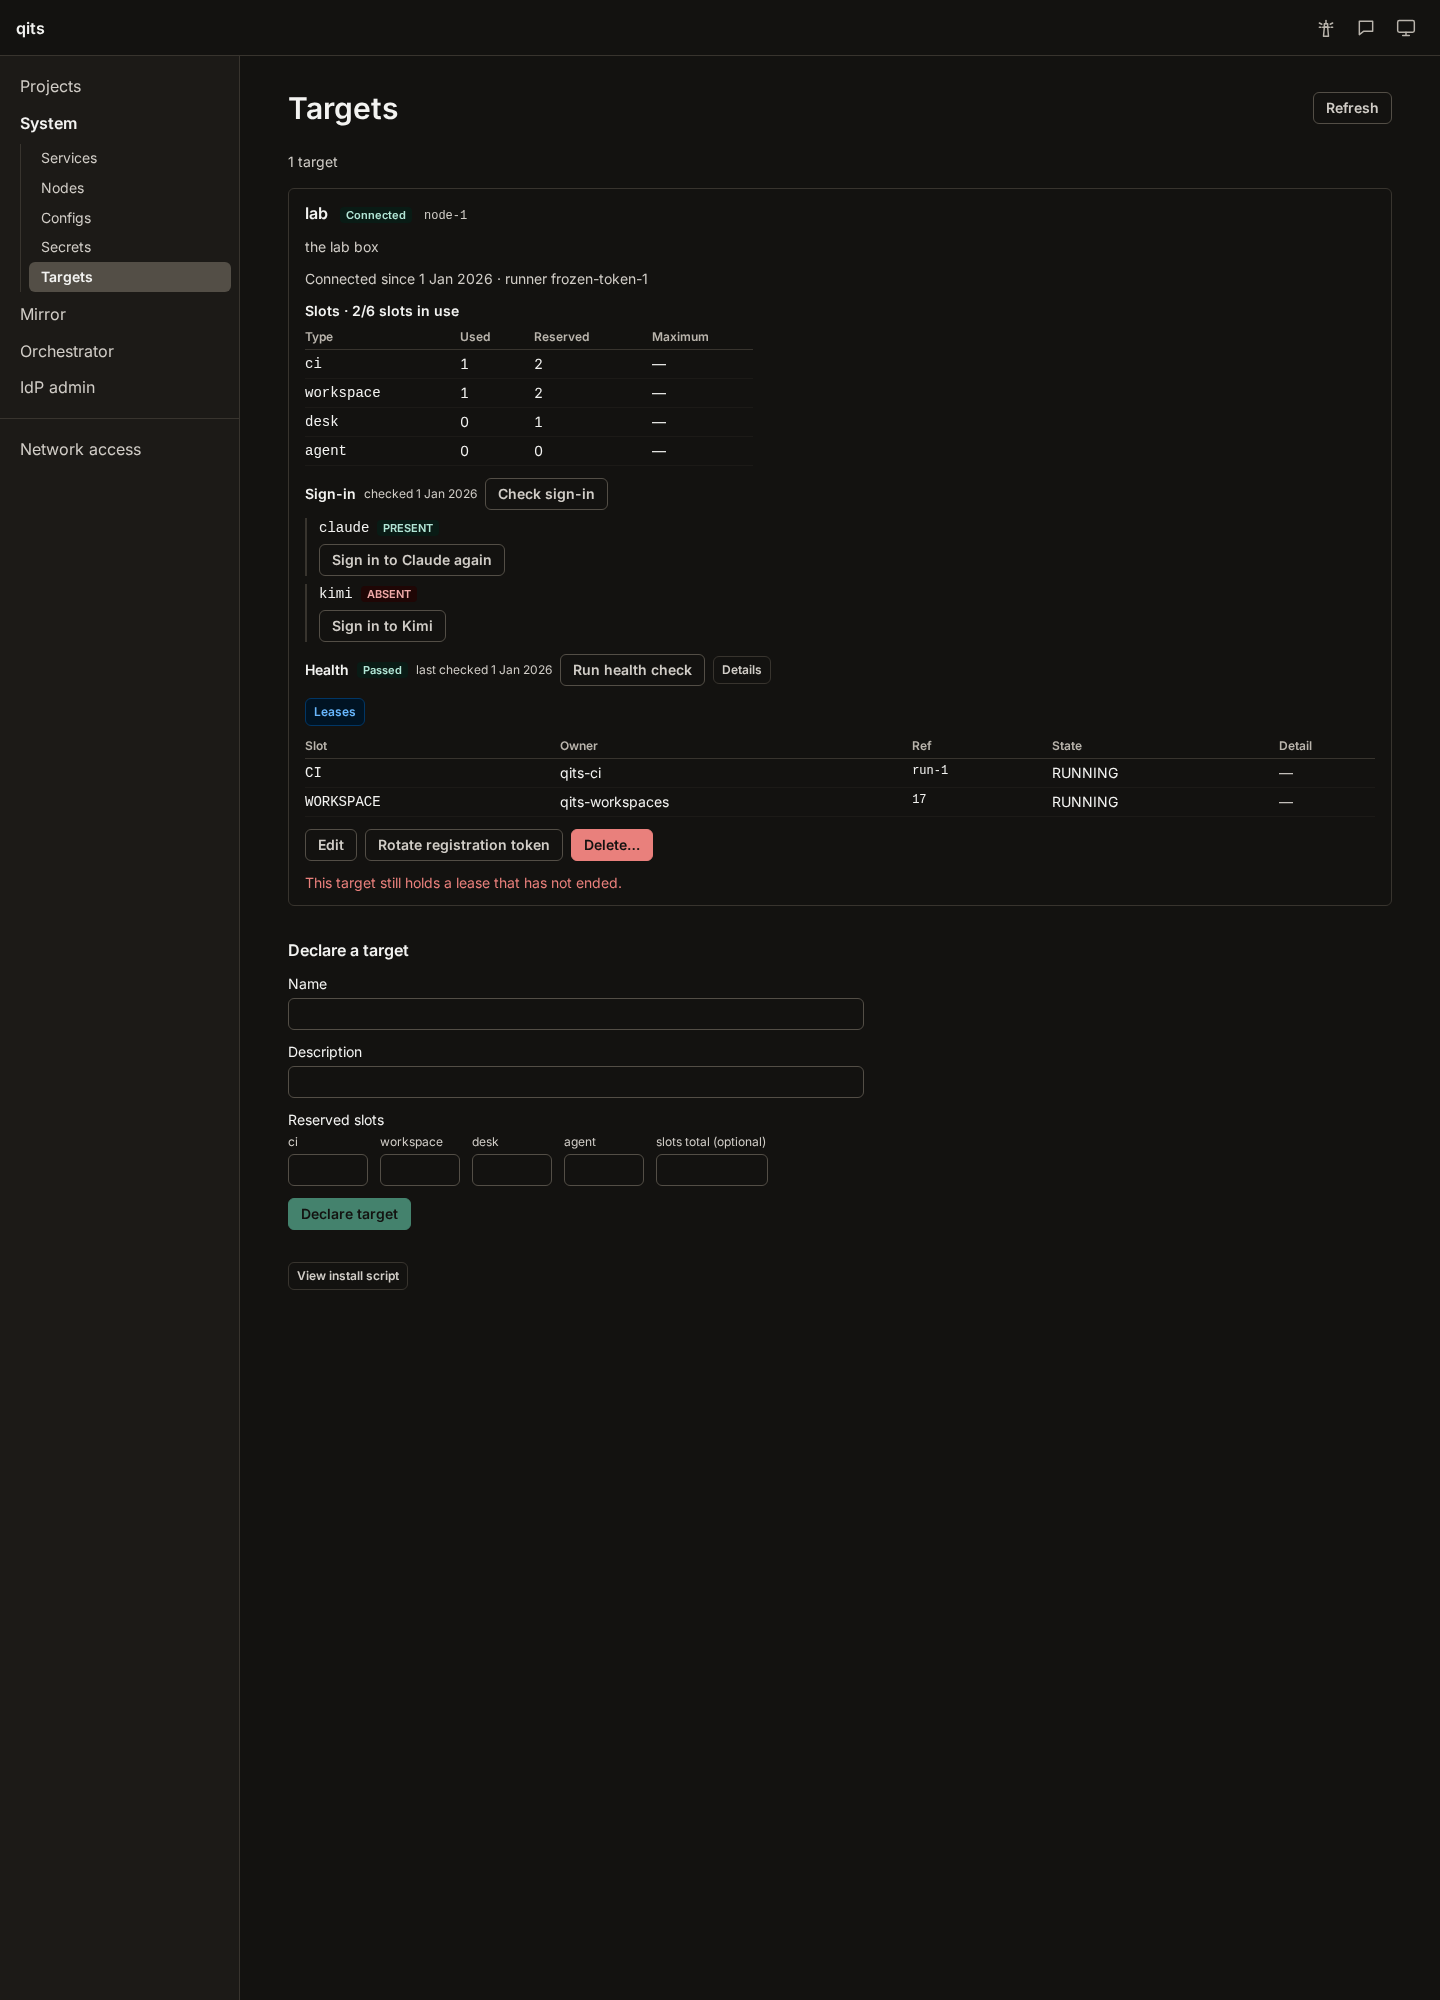 qits
Projects
System
Services
Nodes
Configs
Secrets
Targets
Mirror
Orchestrator
IdP admin
Network access
Targets
Refresh
1 target
lab Connected node-1
the lab box
Connected since 1 Jan 2026 · runner frozen-token-1
Slots · 2/6 slots in use
Type Used Reserved Maximum
ci 1 2 —
workspace 1 2 —
desk 0 1 —
agent 0 0 —
Sign-in checked 1 Jan 2026 Check sign-in
claude PRESENT
Sign in to Claude again
kimi ABSENT
Sign in to Kimi
Health Passed last checked 1 Jan 2026 Run health check Details
Leases
Slot Owner Ref State Detail
CI qits-ci run-1 RUNNING —
WORKSPACE qits-workspaces 17 RUNNING —
Edit Rotate registration token Delete...
This target still holds a lease that has not ended.
Declare a target
Name
Description
Reserved slots
ci workspace desk agent slots total (optional)
Declare target
View install script